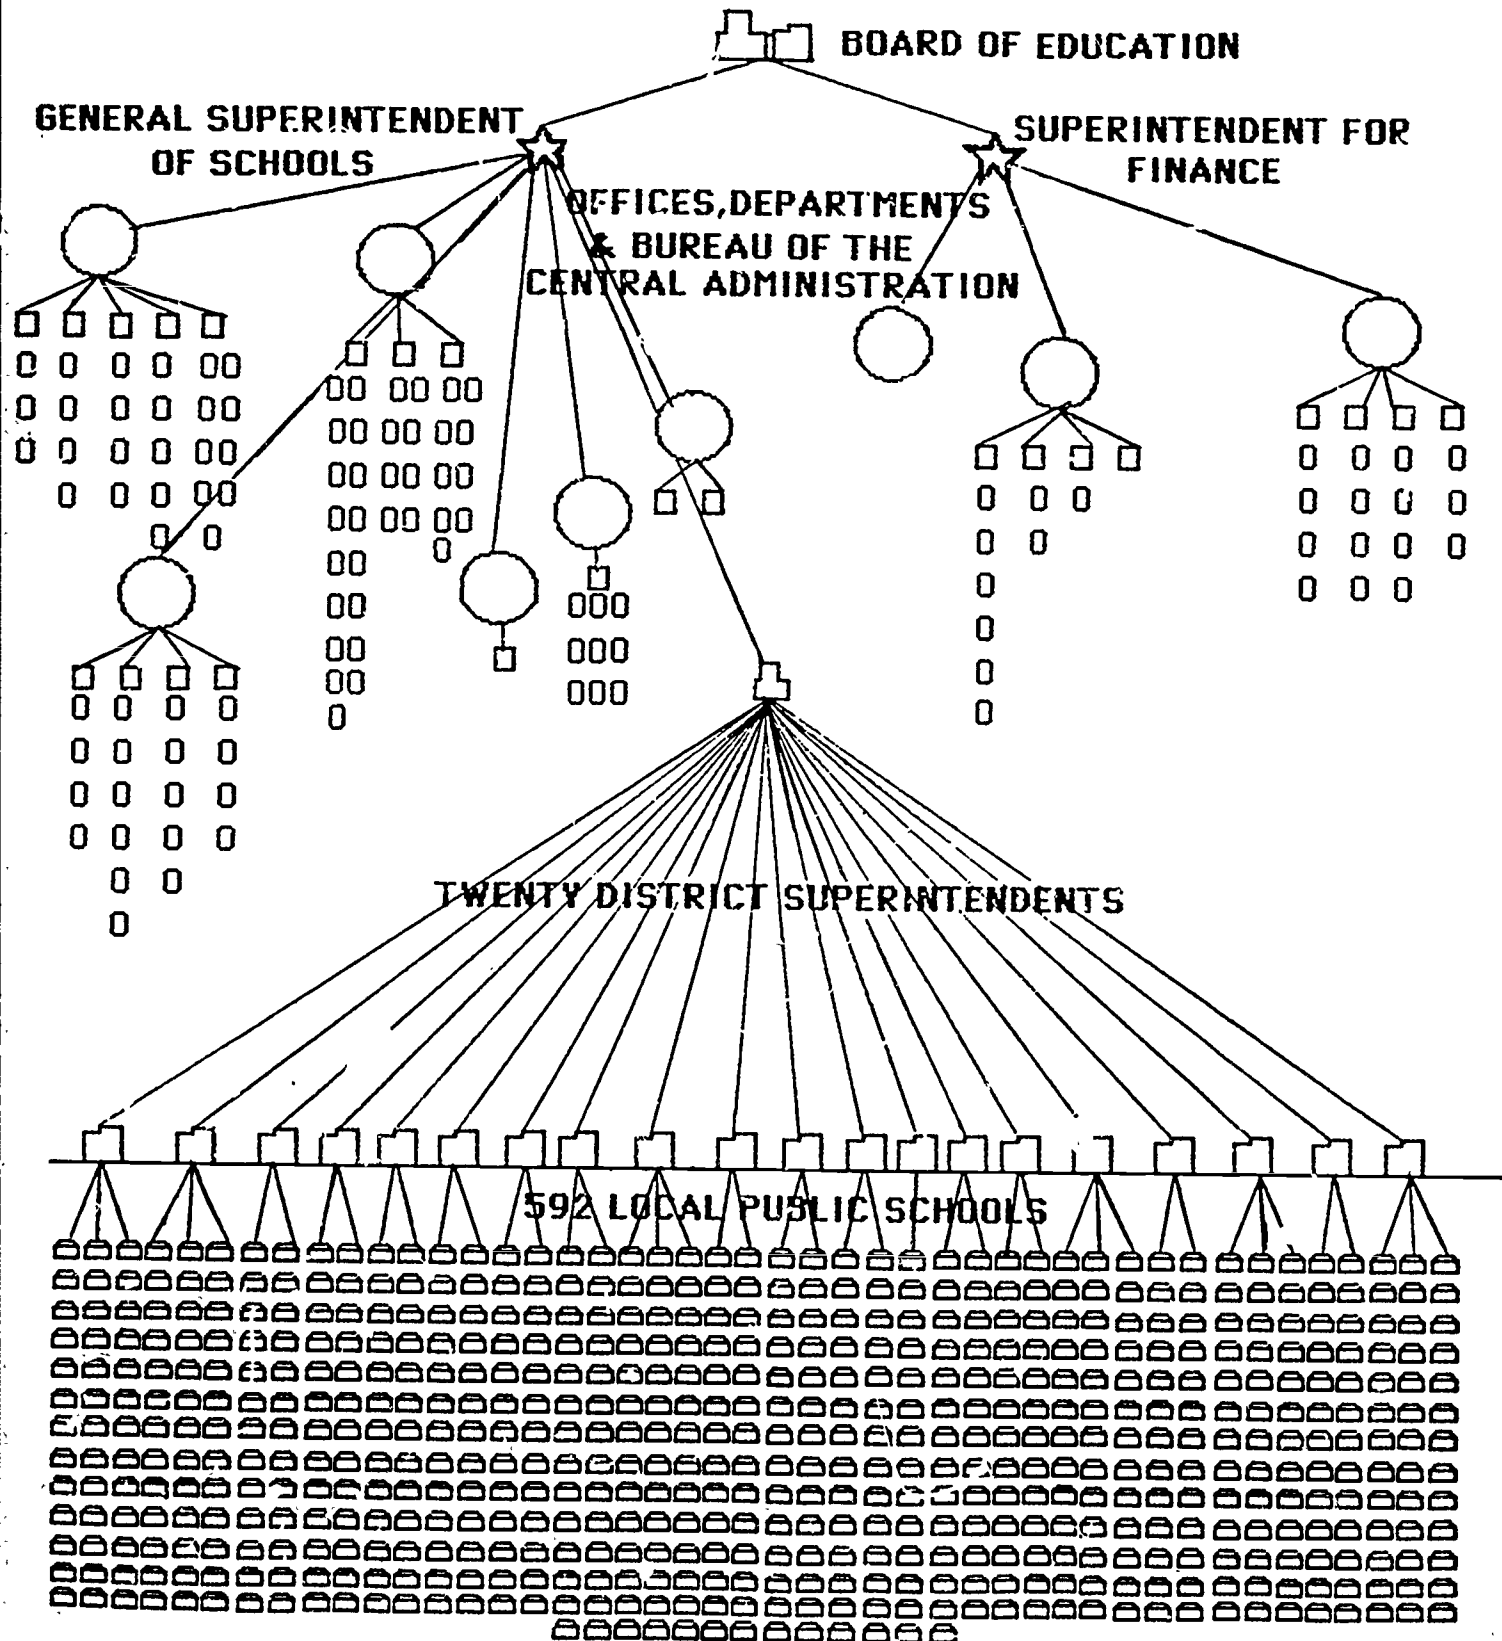 BOARD OF EDUCATION
GENERAL SUPERINTENDENT
OF SCHOOLS
SUPERINTENDENT FOR
FINANCE
OFFICES, DEPARTMENTS
& BUREAU OF THE
CENTRAL ADMINISTRATION
TWENTY DISTRICT SUPERINTENDENTS
592 LOCAL PUBLIC SCHOOLS